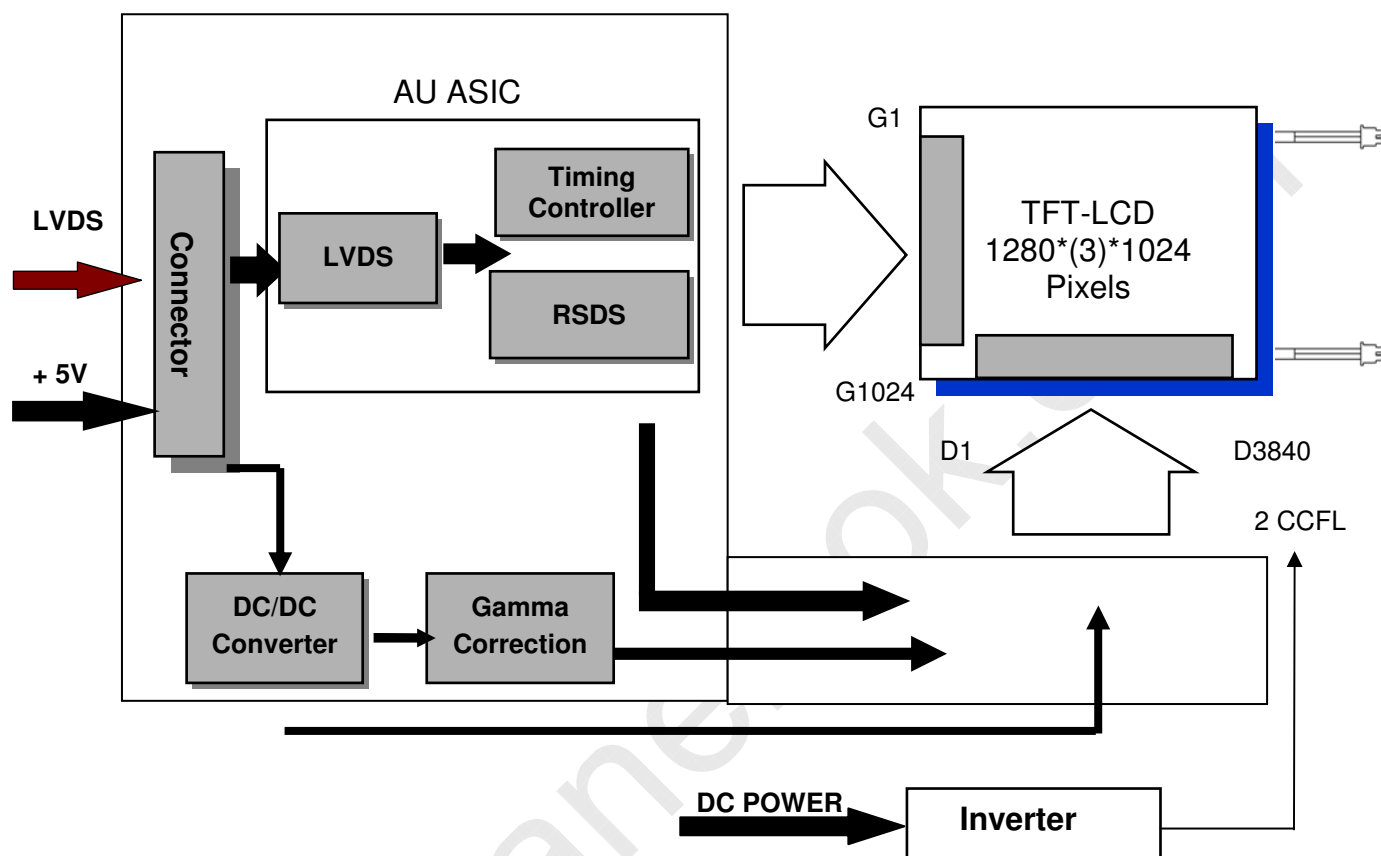 AU ASIC
LVDS
+ 5V
Connector
LVDS
Timing
Controller
RSDS
DC/DC
Converter
Gamma
Correction
G1
G1024
TFT-LCD
1280*(3)*1024
Pixels
D1
D3840
2 CCFL
DC POWER
Inverter